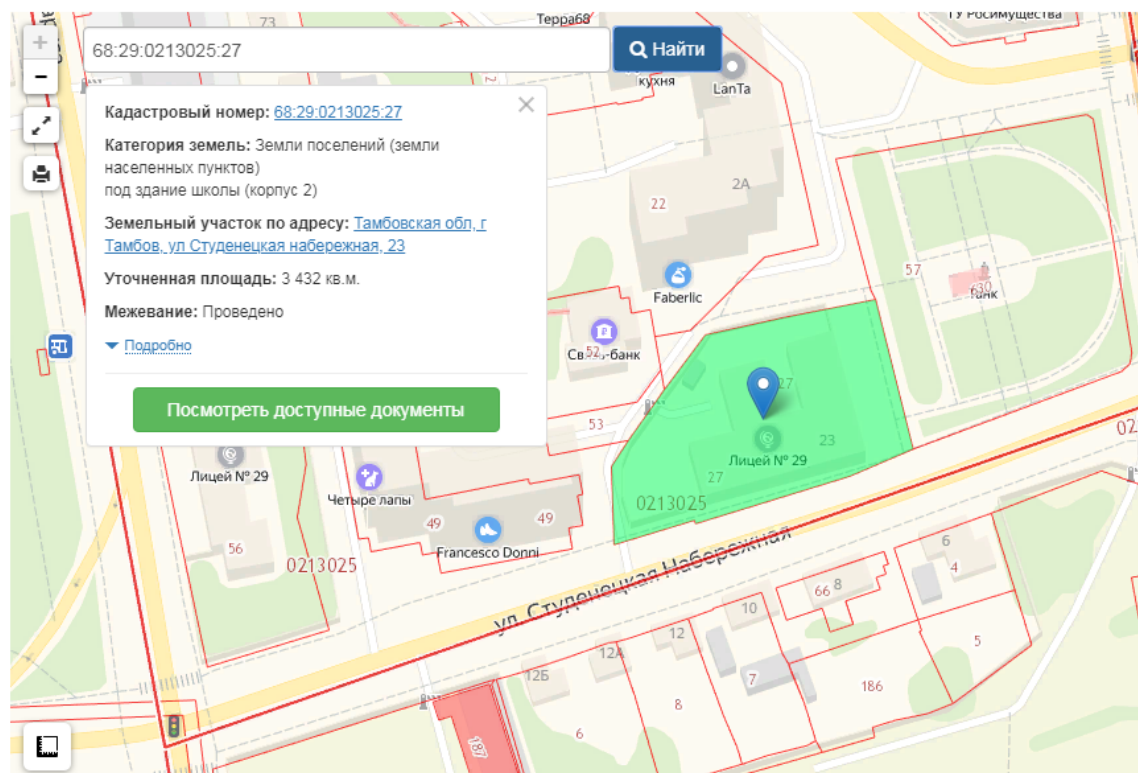 73
Терра68
ТУ Росимущества
+
68:29:0213025:27
Найти
-
кухня
LanTa
Кадастровый номер: 68:29:0213025:27
Категория земель: Земли поселений (земли
населенных пунктов)
под здание школы (корпус 2)
Земельный участок по адресу: Тамбовская обл, г
Тамбов, ул Студенецкая набережная, 23
Уточненная площадь: 3 432 кв.м.
Межевание: Проведено
Подробно
Посмотреть доступные документы
2А
22
57
630
Танк
Faberlic
52
53
27
23
Лицей № 29
27
0213025
02
Лицей № 29
Четыре лапы
49
49
Francesco Donni
56
0213025
ул. Студенецкая Набережная
6
4
8
66
10
12
12А
12Б
5
7
186
8
6
187